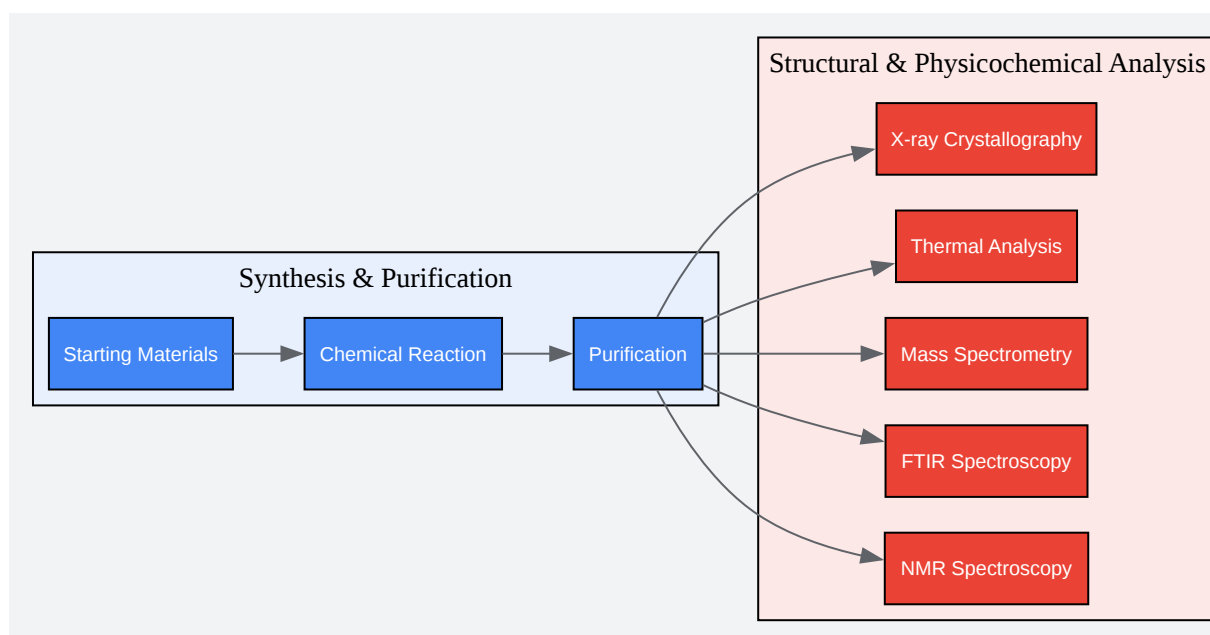 Structural & Physicochemical Analysis
X-ray Crystallography
Thermal Analysis
Synthesis & Purification
Starting Materials
Chemical Reaction
Purification
Mass Spectrometry
FTIR Spectroscopy
NMR Spectroscopy